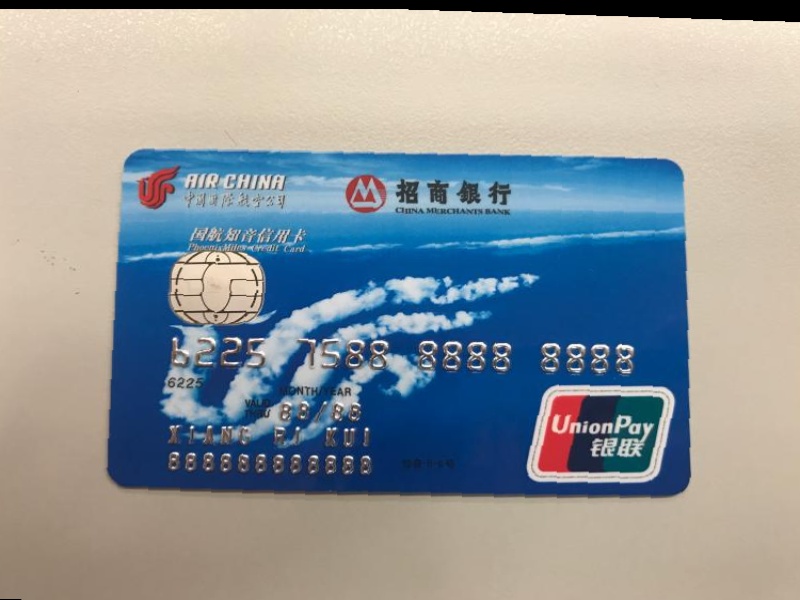 AIR CHINA
中国国际航空公司
招商银行
CHINA MERCHANTS BANK
国航知音信用卡
PhoenixMiles Credit Card
6225 7588 8888 8888
6225
MONTH/YEAR
VALID THRU 88/88
XIANG RI KUI
888888888888
UnionPay
银联